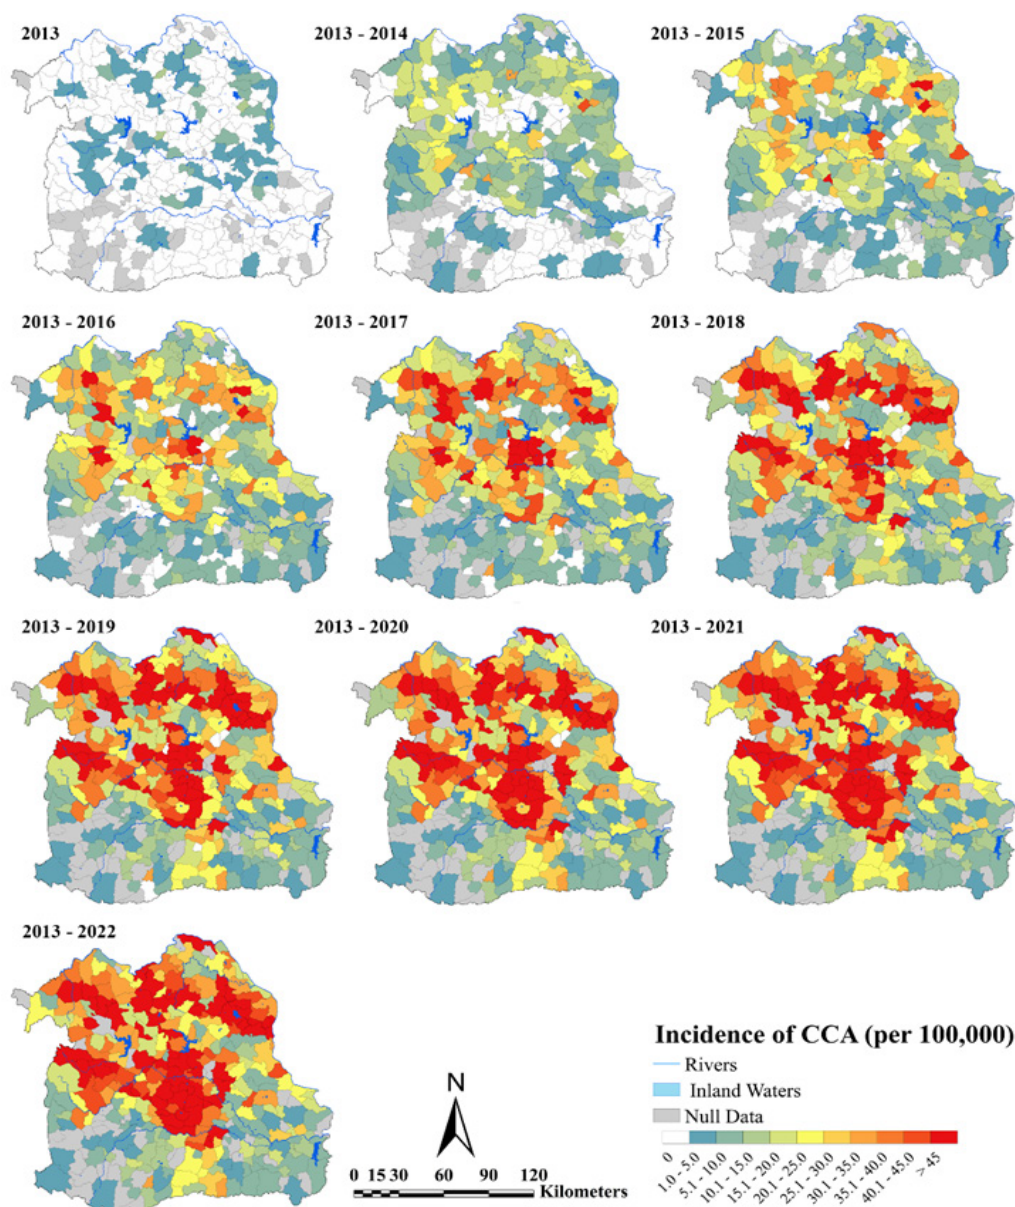 2013
2013 - 2014
2013 - 2015
2013 - 2016
2013 - 2017
2013 - 2018
2013 - 2019
2013 - 2020
2013 - 2021
2013 - 2022
Incidence of CCA (per 100,000)
Rivers
Inland Waters
Null Data
0
1.0 - 5.0
5.1 - 10.0
10.1 - 15.0
15.1 - 20.0
20.1 - 25.0
25.1 - 30.0
30.1 - 35.0
35.1 - 40.0
40.1 - 45.0
> 45
N
0 15 30 60 90 120
Kilometers